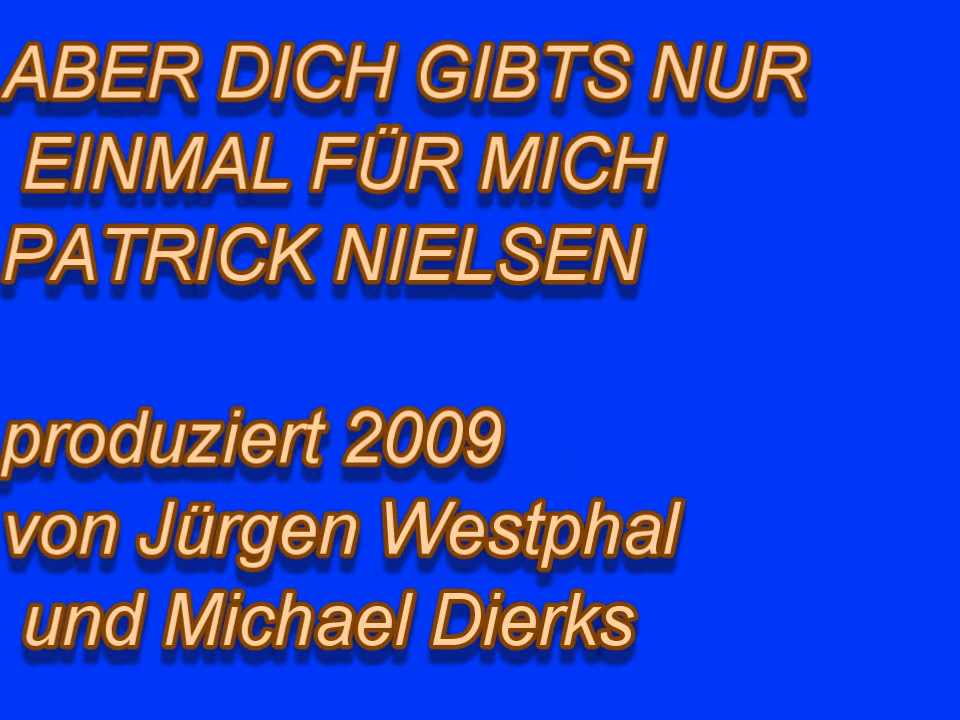 ABER DICH GIBTS NUR
EINMAL FÜR MICH
PATRICK NIELSEN
produziert 2009
von Jürgen Westphal
und Michael Dierks